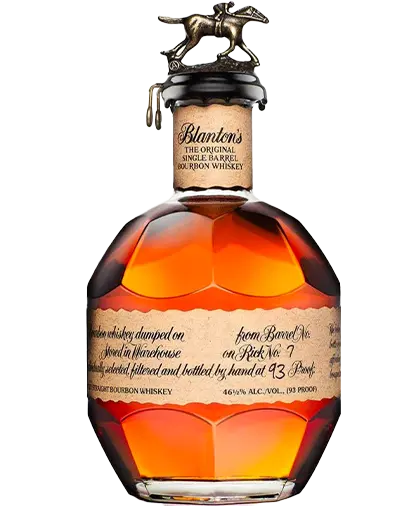 Blanton's
THE ORIGINAL
SINGLE BARREL
BOURBON WHISKEY
whiskey dumped on from Barrel No.
Stored in Warehouse on Rick No. 7
selected, filtered and bottled by hand at 93 Proof.
STRAIGHT BOURBON WHISKEY 46½% ALC./VOL., (93 PROOF)